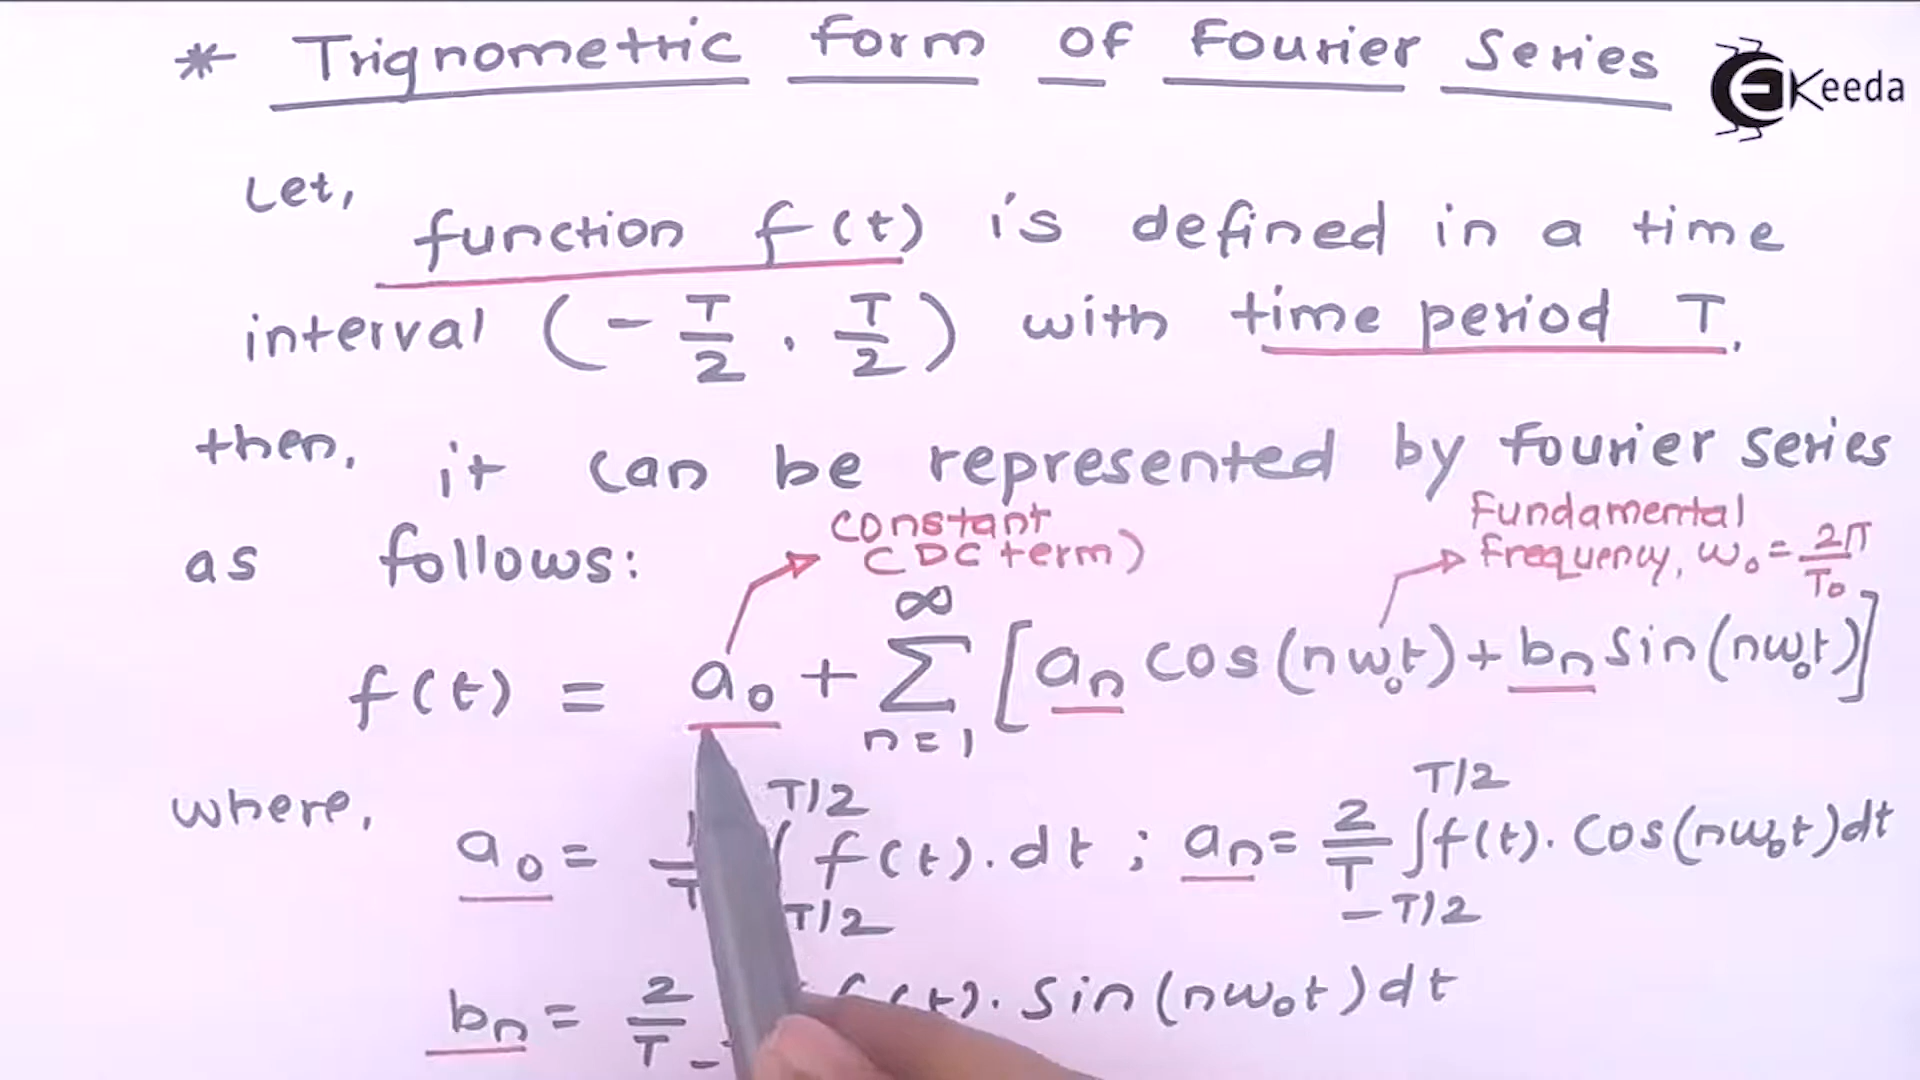 * Trignometric form of Fourier Series
EKeeda
Let,
function f(t) is defined in a time
interval (-T/2, T/2) with time period T.
then, it can be represented by fourier series
as follows:
constant
(DC term)
Fundamental
frequency, ω₀ = 2π/T₀
f(t) = a₀ + ∞ Σ n=1 [an cos(nω₀t) + bn sin(nω₀t)]
where,
a₀ = 1/T ∫ T/2 T/2 f(t).dt ; an = 2/T ∫ T/2 -T/2 f(t). cos(nω₀t)dt
bn = 2/T - f(t). sin(nω₀t)dt